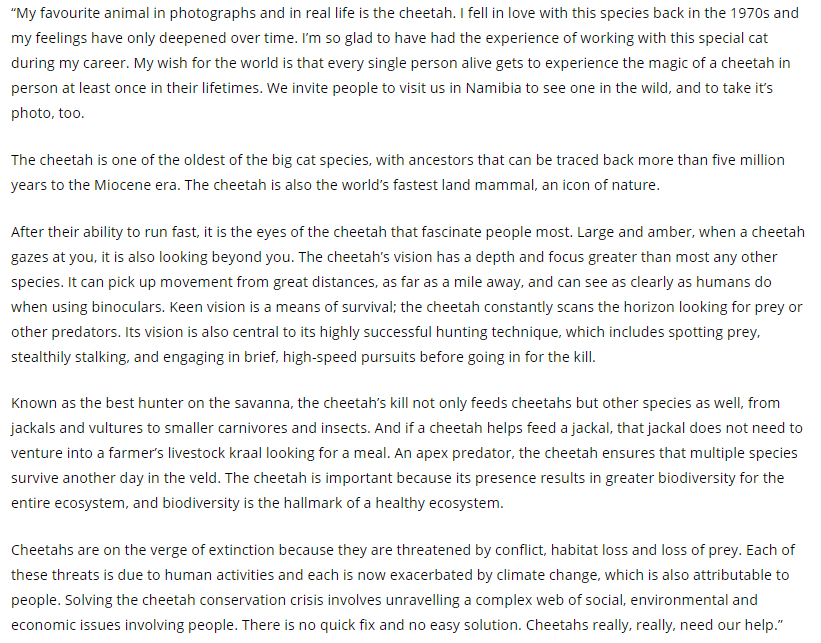 “My favourite animal in photographs and in real life is the cheetah. I fell in love with this species back in the 1970s and
my feelings have only deepened over time. I’m so glad to have had the experience of working with this special cat
during my career. My wish for the world is that every single person alive gets to experience the magic of a cheetah in
person at least once in their lifetimes. We invite people to visit us in Namibia to see one in the wild, and to take it’s
photo, too.
The cheetah is one of the oldest of the big cat species, with ancestors that can be traced back more than five million
years to the Miocene era. The cheetah is also the world’s fastest land mammal, an icon of nature.
After their ability to run fast, it is the eyes of the cheetah that fascinate people most. Large and amber, when a cheetah
gazes at you, it is also looking beyond you. The cheetah’s vision has a depth and focus greater than most any other
species. It can pick up movement from great distances, as far as a mile away, and can see as clearly as humans do
when using binoculars. Keen vision is a means of survival; the cheetah constantly scans the horizon looking for prey or
other predators. Its vision is also central to its highly successful hunting technique, which includes spotting prey,
stealthily stalking, and engaging in brief, high-speed pursuits before going in for the kill.
Known as the best hunter on the savanna, the cheetah’s kill not only feeds cheetahs but other species as well, from
jackals and vultures to smaller carnivores and insects. And if a cheetah helps feed a jackal, that jackal does not need to
venture into a farmer’s livestock kraal looking for a meal. An apex predator, the cheetah ensures that multiple species
survive another day in the veld. The cheetah is important because its presence results in greater biodiversity for the
entire ecosystem, and biodiversity is the hallmark of a healthy ecosystem.
Cheetahs are on the verge of extinction because they are threatened by conflict, habitat loss and loss of prey. Each of
these threats is due to human activities and each is now exacerbated by climate change, which is also attributable to
people. Solving the cheetah conservation crisis involves unravelling a complex web of social, environmental and
economic issues involving people. There is no quick fix and no easy solution. Cheetahs really, really, need our help.”